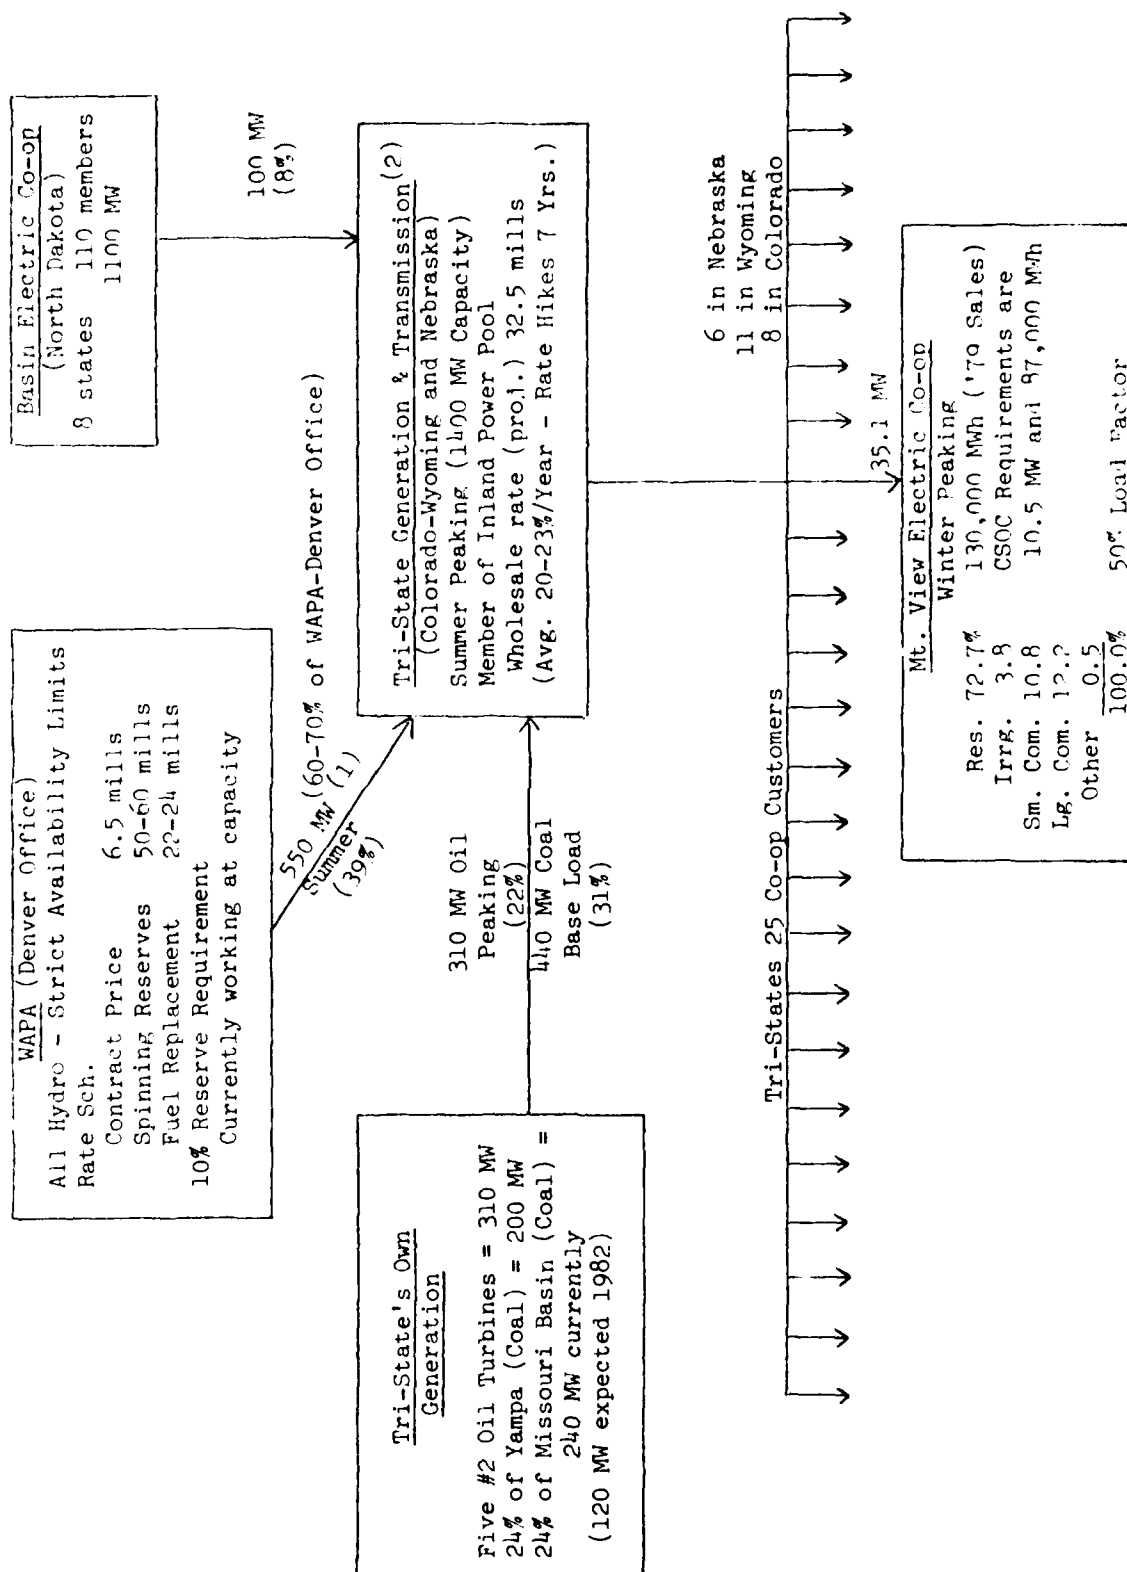 WAPA (Denver Office)
All Hydro - Strict Availability Limits
Rate Sch.
Contract Price 6.5 mills
Spinning Reserves 50-60 mills
Fuel Replacement 22-24 mills
10% Reserve Requirement
Currently working at capacity
Basin Electric Co-op
(North Dakota)
8 states 110 members
1100 MW
550 MW (60-70% of WAPA-Denver Office)
Summer (1)
(39%)
100 MW
(8%)
Tri-State's Own
Generation
Five #2 Oil Turbines = 310 MW
24% of Yampa (Coal) = 200 MW
24% of Missouri Basin (Coal) =
240 MW currently
(120 MW expected 1982)
310 MW Oil
Peaking
(22%)
440 MW Coal
Base Load
(31%)
Tri-State Generation & Transmission(2)
(Colorado-Wyoming and Nebraska)
Summer Peaking (1400 MW Capacity)
Member of Inland Power Pool
Wholesale rate (proj.) 32.5 mills
(Avg. 20-23%/Year - Rate Hikes 7 Yrs.)
6 in Nebraska
11 in Wyoming
8 in Colorado
Tri-States 25 Co-op Customers
35.1 MW
Mt. View Electric Co-op
Winter Peaking
Res. 72.7% 130,000 MWh ('79 Sales)
Irrg. 3.8 CSOC Requirements are
Sm. Com. 10.8 10.5 MW and 87,000 MWh
Lg. Com. 12.2
Other 0.5
100.0% 50% Load Factor